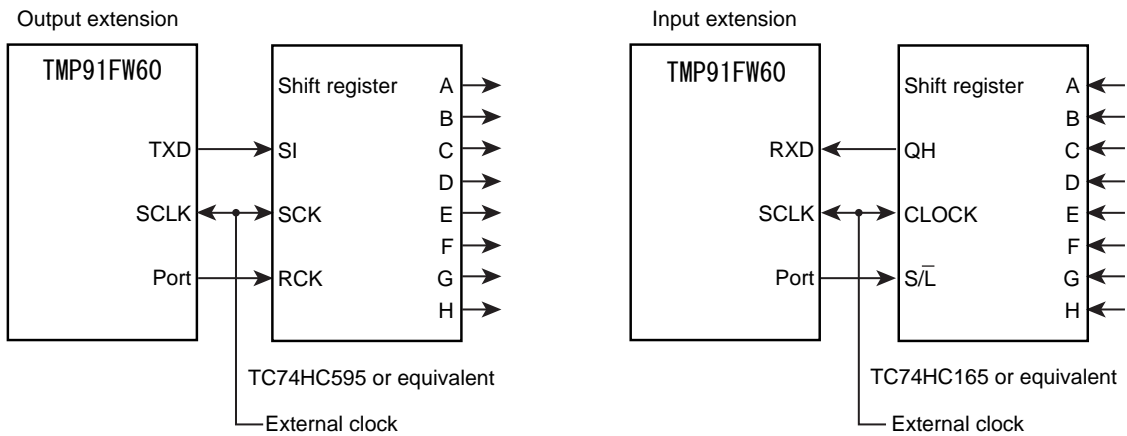 Output extension
TMP91FW60
Shift register
TXD
SI
SCLK
SCK
Port
RCK
A
B
C
D
E
F
G
H
TC74HC595 or equivalent
External clock
Input extension
TMP91FW60
Shift register
RXD
QH
SCLK
CLOCK
Port
S/L̅
A
B
C
D
E
F
G
H
TC74HC165 or equivalent
External clock